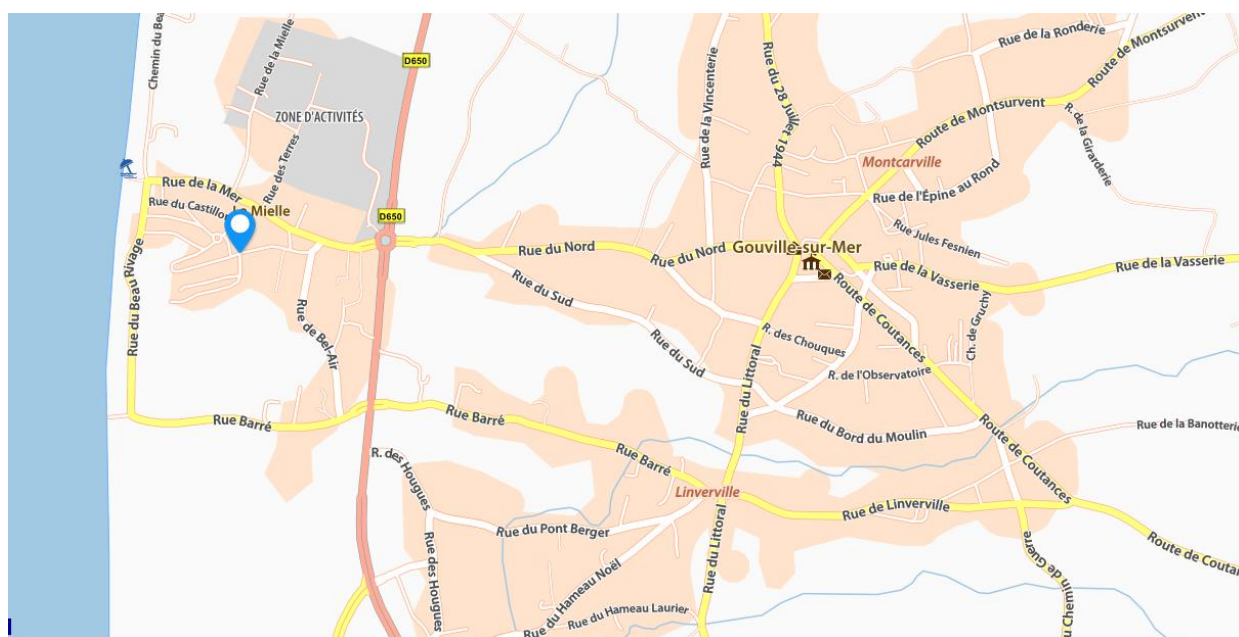 Chemin du Beau
Rue de la Mielle
D650
ZONE D'ACTIVITÉS
Rue des Terres
Rue de la Vincenterie
Rue du 28 Juillet 1944
Rue de la Ronderie
Route de Montsurvent
Route de Montsurvent
R. de la Girarderie
Montcarville
Rue de l'Épine au Rond
Rue Jules Fesnien
Rue de la Mer
Rue du Castillon
La Mielle
D650
Rue du Nord
Rue du Nord
Gouville-sur-Mer
Rue de la Vasserie
Rue de la Vasserie
Rue du Beau Rivage
Rue de Bel-Air
Rue du Sud
Rue du Sud
R. des Chouques
Route de Coutances
Ch. de Gruchy
R. de l'Observatoire
Rue du Littoral
Rue Barré
Rue Barré
Rue Barré
Rue du Bord du Moulin
Route de Coutances
Rue de la Banotterie
R. des Hougues
Linverville
Rue de Linverville
Rue du Pont Berger
Rue des Hougues
Rue du Hameau Noël
Rue du Hameau Laurier
Rue du Littoral
u Chemin de Guerre
Route de Coutan